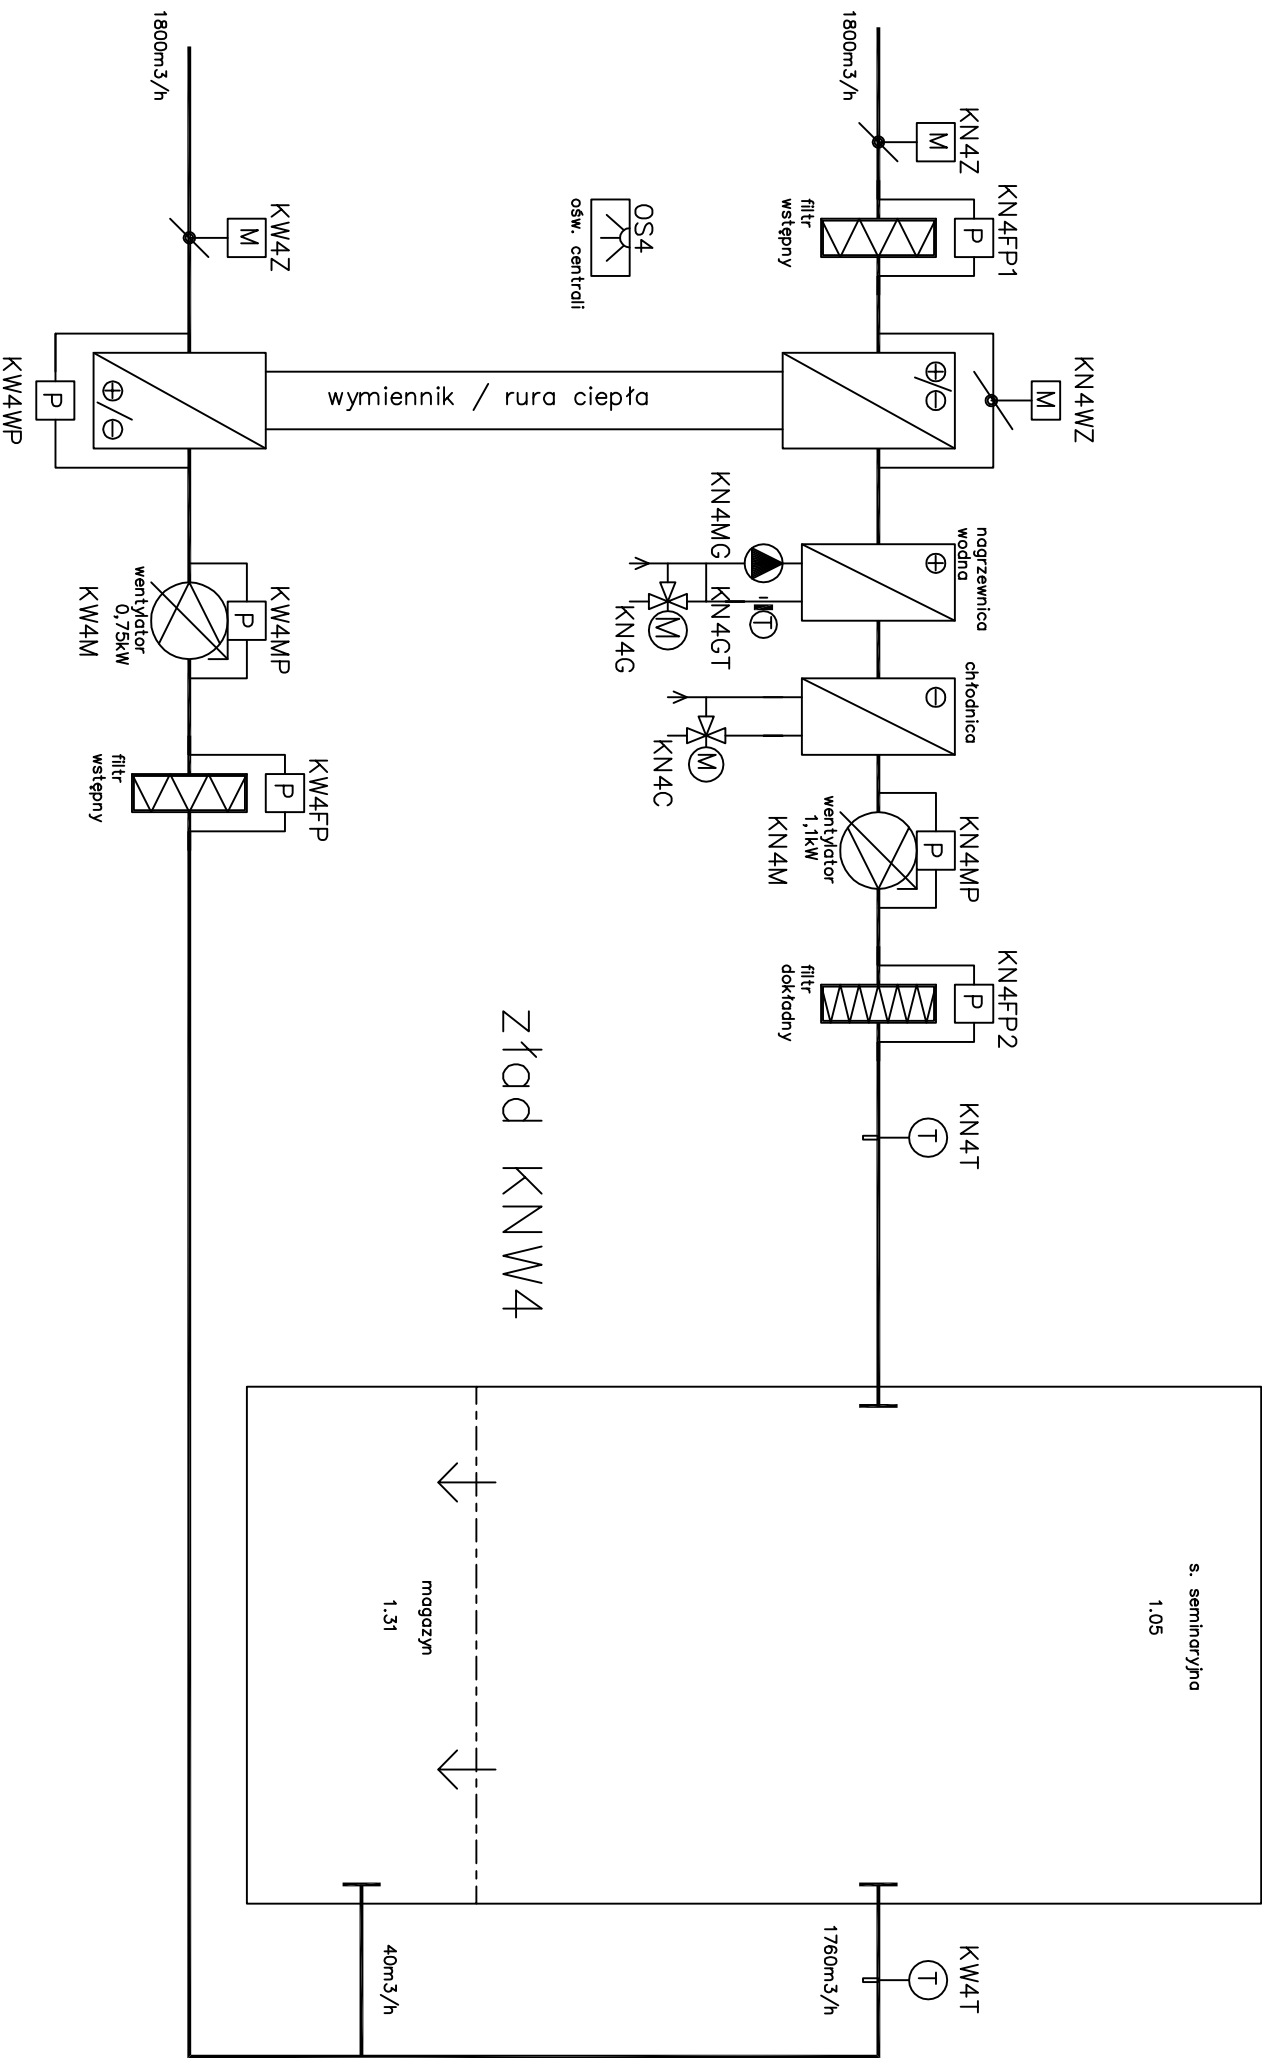 1800m3/h
KN4Z
M
KN4FP1
P
filtr
wstępny
KN4WZ
M
wymiennik / rura ciepła
nagrzewnica
wodna
KN4MG
KN4GT
T
KN4G
M
chłodnica
KN4C
M
KN4MP
P
wentylator
1,1kW
KN4M
KN4FP2
P
filtr
dokładny
KN4T
T
s. seminaryjna
1.05
magazyn
1.31
KW4T
T
1760m3/h
40m3/h
OS4
ośw. centrali
Zład KNW4
1800m3/h
KW4Z
M
KW4WP
P
KW4MP
P
wentylator
0,75kW
KW4M
KW4FP
P
filtr
wstępny